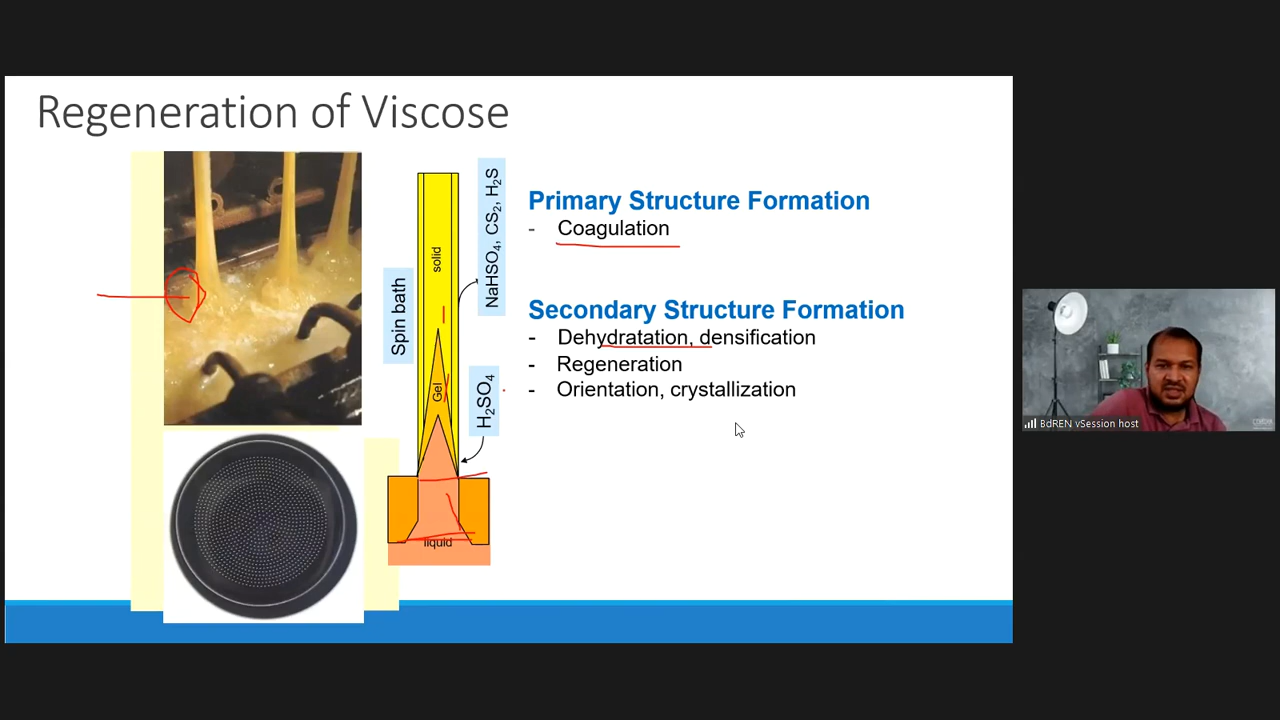 Regeneration of Viscose
solid
Gel
liquid
Spin bath
NaHSO₄, CS₂, H₂S
H₂SO₄
Primary Structure Formation
- Coagulation
Secondary Structure Formation
- Dehydratation, densification
- Regeneration
- Orientation, crystallization
BdREN vSession host